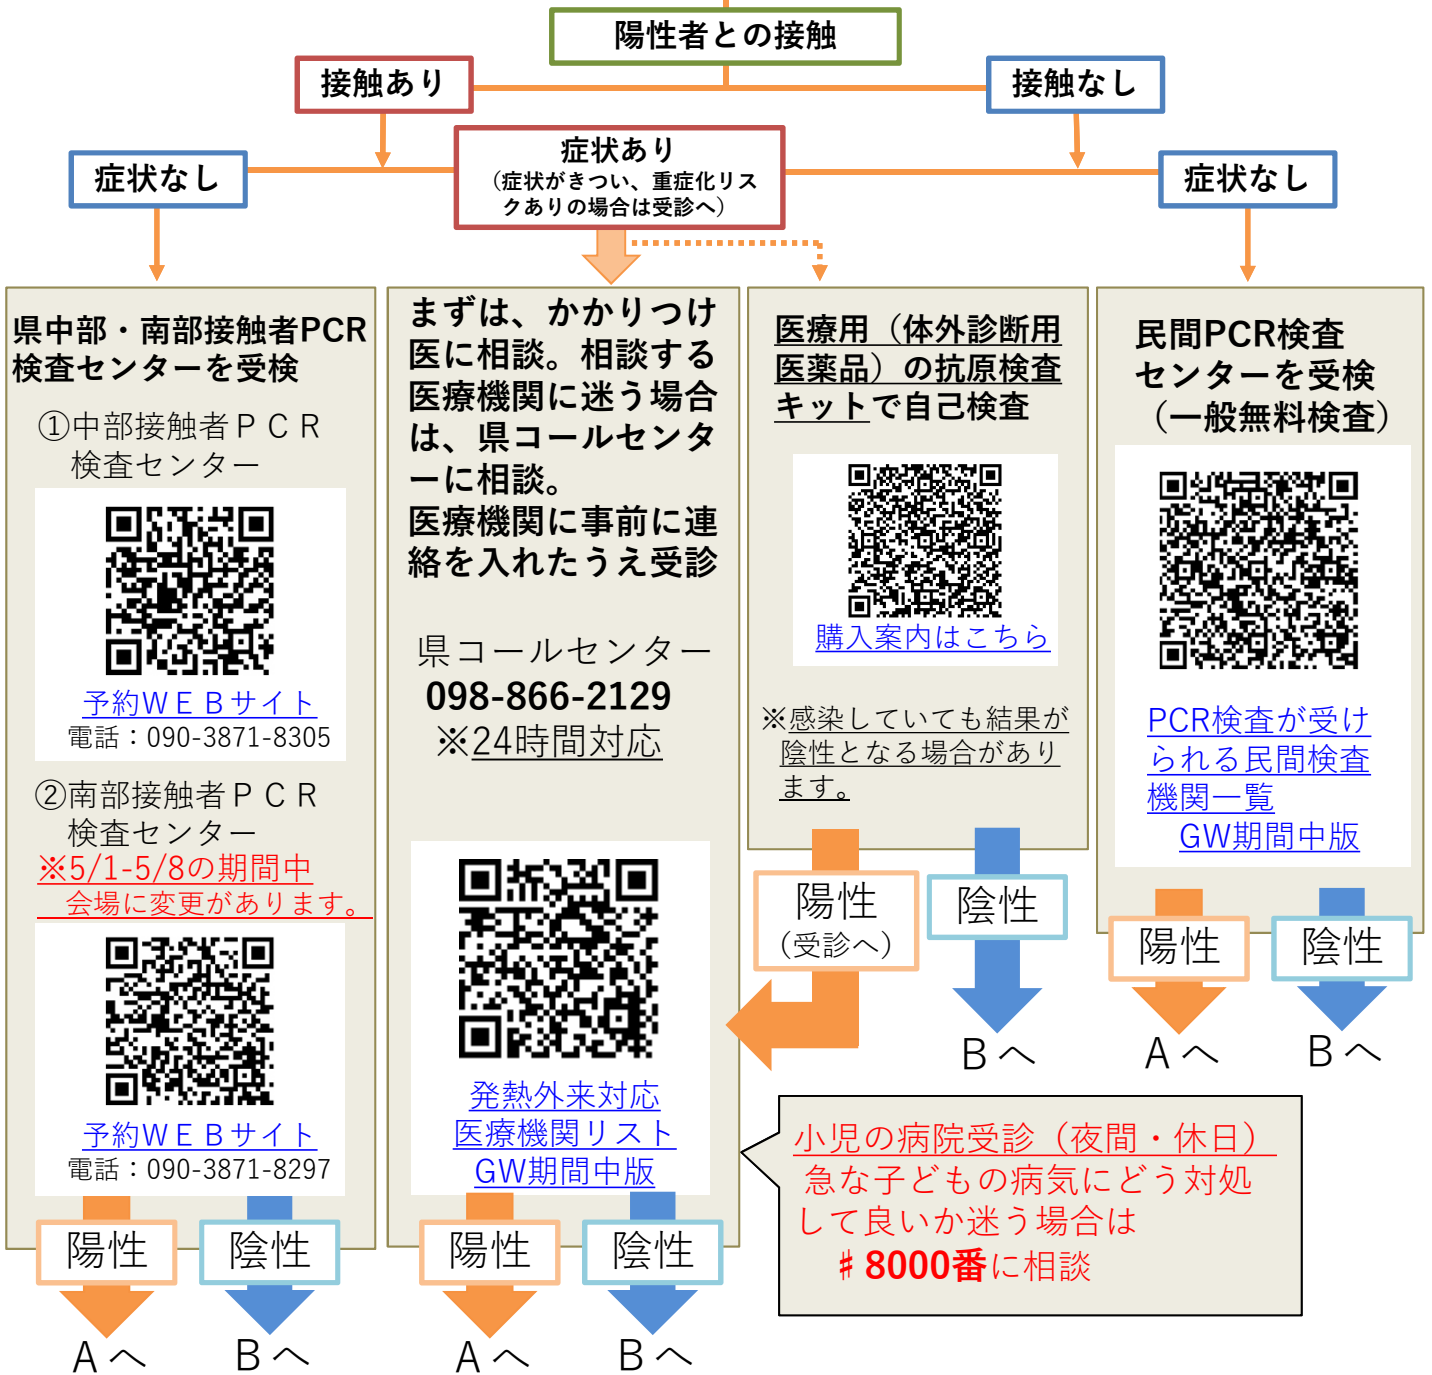 陽性者との接触
接触あり
接触なし
症状なし
症状あり
（症状がきつい、重症化リス
クありの場合は受診へ）
症状なし
県中部・南部接触者PCR
検査センターを受検
①中部接触者ＰＣＲ
検査センター
予約ＷＥＢサイト
電話：090-3871-8305
②南部接触者ＰＣＲ
検査センター
※5/1-5/8の期間中
会場に変更があります。
予約ＷＥＢサイト
電話：090-3871-8297
陽性
陰性
Ａへ
Ｂへ
まずは、かかりつけ
医に相談。相談する
医療機関に迷う場合
は、県コールセンタ
ーに相談。
医療機関に事前に連
絡を入れたうえ受診
県コールセンター
098-866-2129
※24時間対応
発熱外来対応
医療機関リスト
GW期間中版
陽性
陰性
Ａへ
Ｂへ
医療用（体外診断用
医薬品）の抗原検査
キットで自己検査
購入案内はこちら
※感染していても結果が
陰性となる場合があり
ます。
陽性
（受診へ）
陰性
Ｂへ
民間PCR検査
センターを受検
（一般無料検査）
PCR検査が受け
られる民間検査
機関一覧
GW期間中版
陽性
陰性
Ａへ
Ｂへ
小児の病院受診（夜間・休日）
急な子どもの病気にどう対処
して良いか迷う場合は
♯8000番に相談